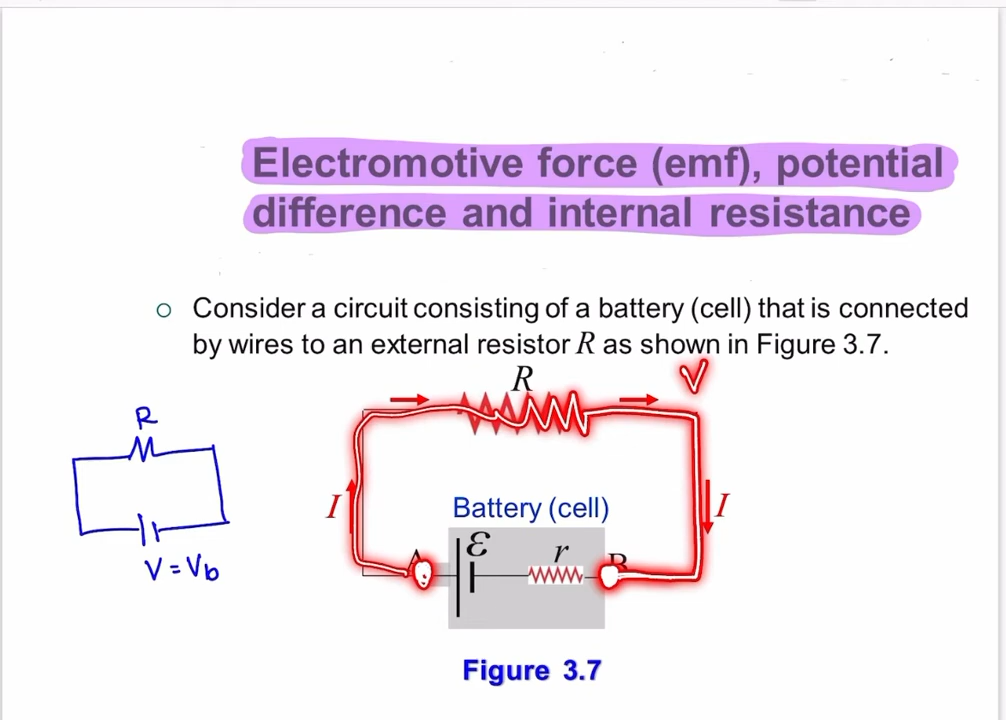 Electromotive force (emf), potential
difference and internal resistance
Consider a circuit consisting of a battery (cell) that is connected
by wires to an external resistor R as shown in Figure 3.7.
R
V
R
I
I
Battery (cell)
ε
r
A
B
V = Vb
Figure 3.7